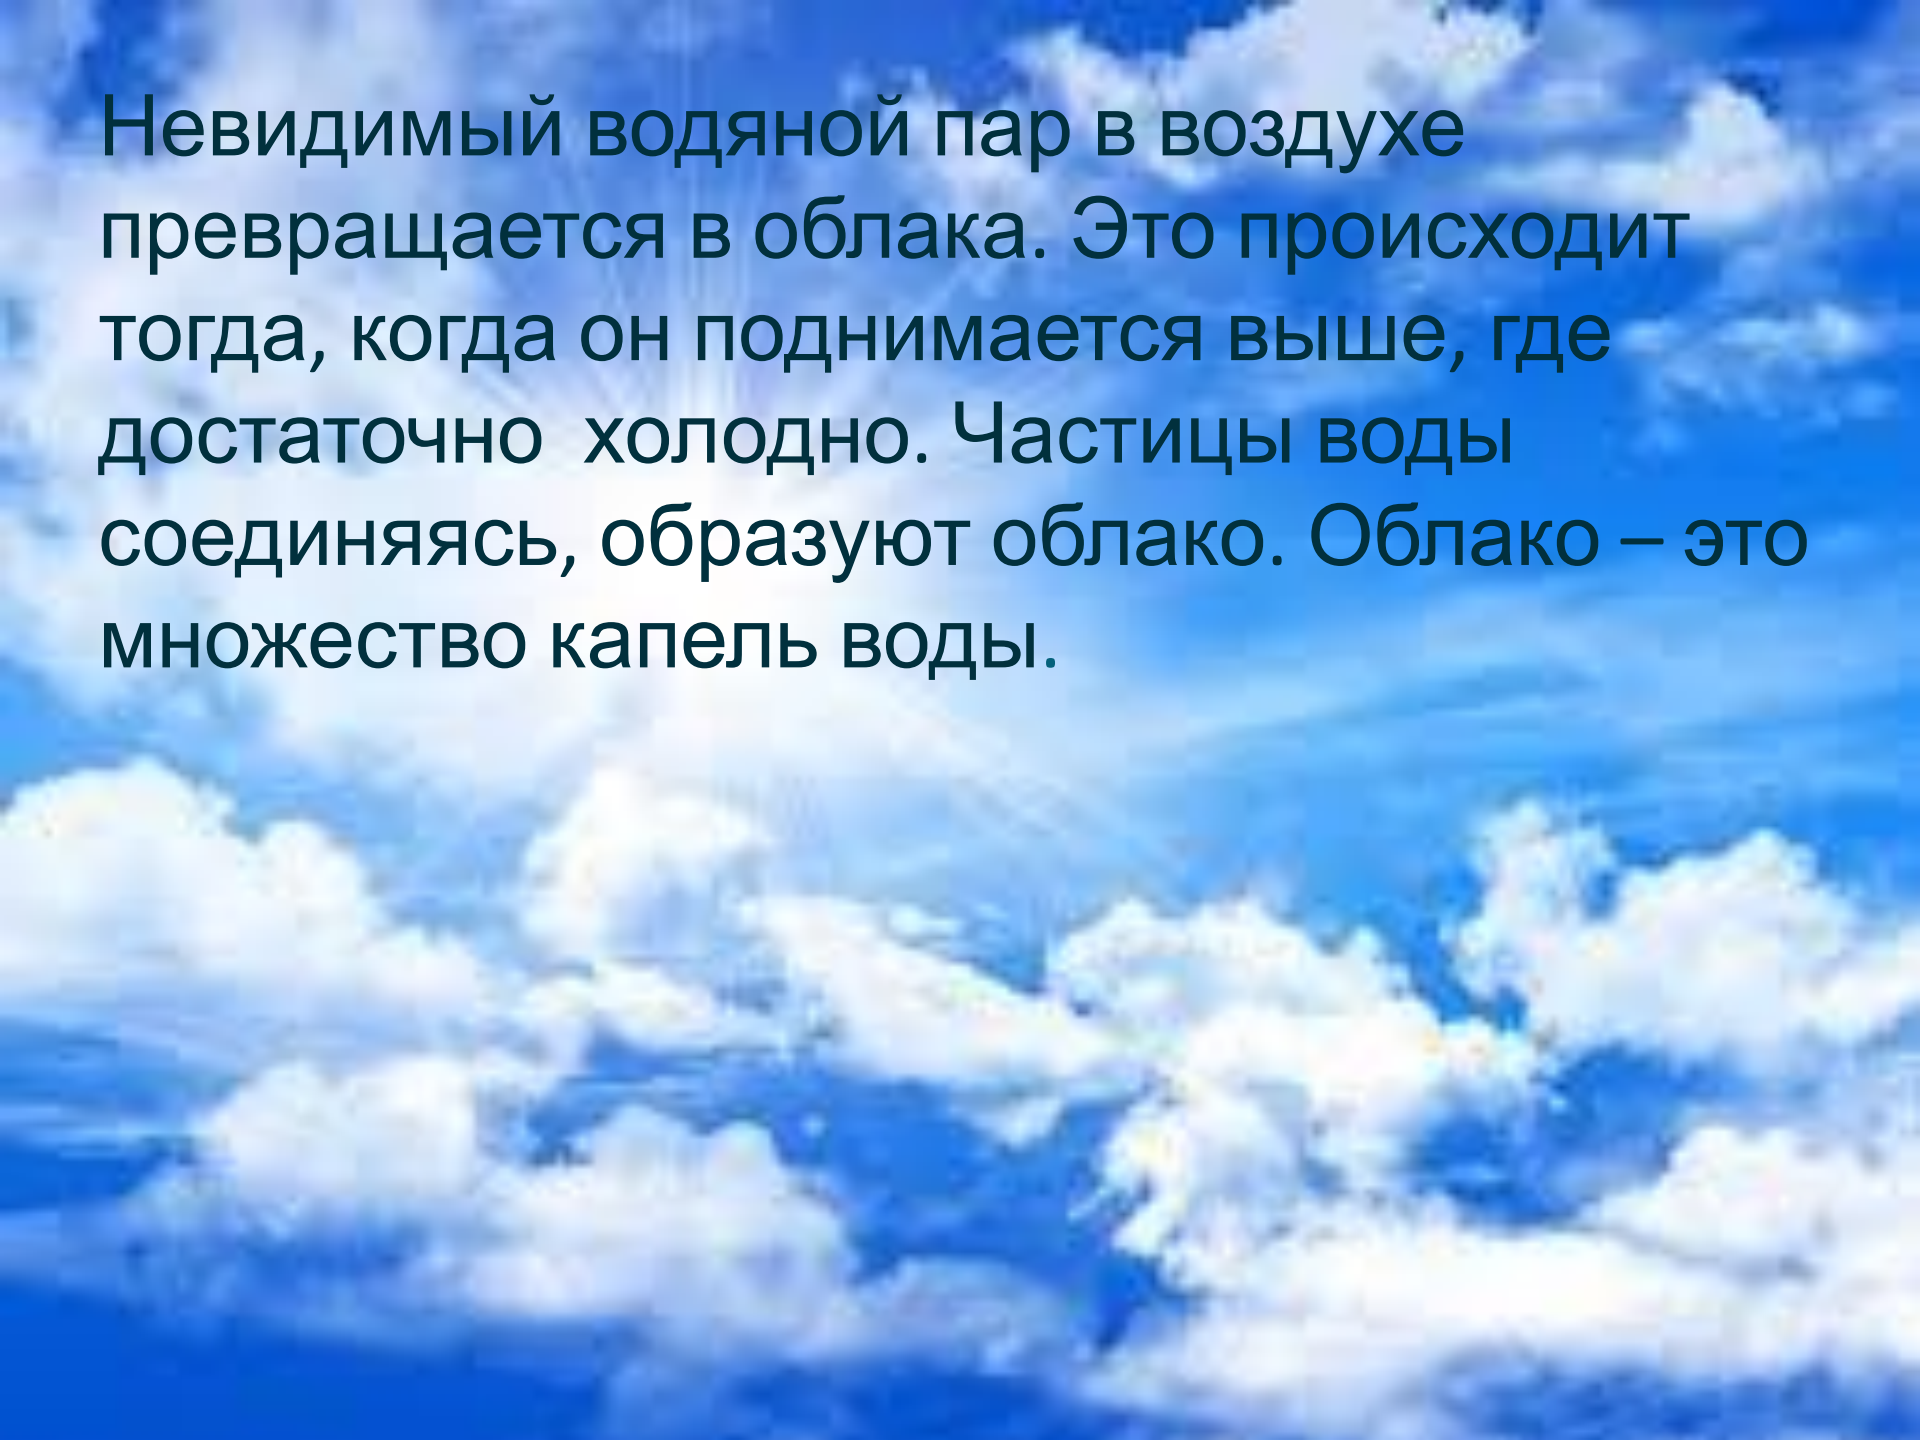 Невидимый водяной пар в воздухе
превращается в облака. Это происходит
тогда, когда он поднимается выше, где
достаточно  холодно. Частицы воды
соединяясь, образуют облако. Облако – это
множество капель воды.